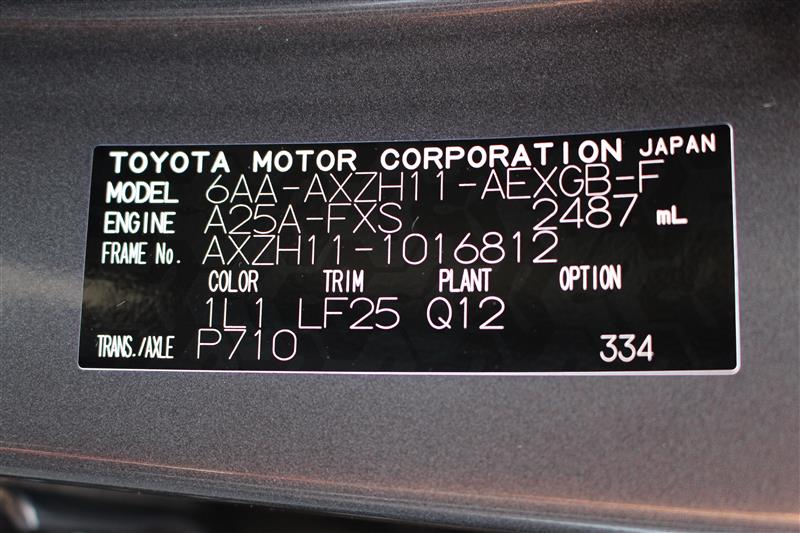 TOYOTA MOTOR CORPORATION JAPAN
MODEL 6AA-AXZH11-AEXGB-F
ENGINE A25A-FXS 2487 mL
FRAME No. AXZH11-1016812
COLOR TRIM PLANT OPTION
1L1 LF25 Q12
TRANS./AXLE P710 334